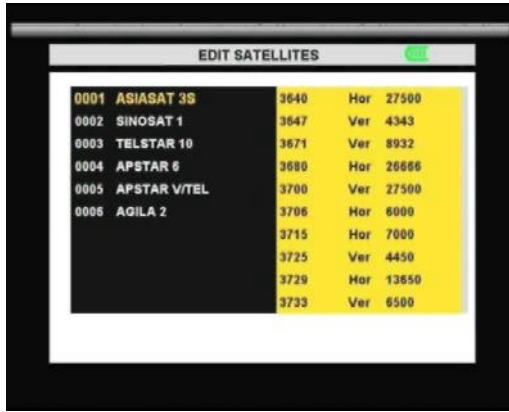 EDIT SATELLITES
0001 ASIASAT 3S 3640 Hor 27500
0002 SINOSAT 1 3647 Ver 4343
0003 TELSTAR 10 3671 Ver 8932
0004 APSTAR 6 3680 Hor 26666
0005 APSTAR V/TEL 3700 Ver 27500
0006 AGILA 2 3706 Hor 6000
3715 Hor 7000
3725 Ver 4450
3729 Hor 13650
3733 Ver 6500